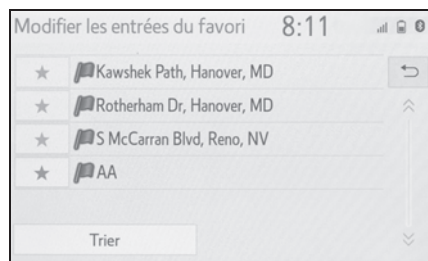 Modifier les entrées du favori 8:11
Kawshek Path, Hanover, MD
Rotherham Dr, Hanover, MD
S McCarran Blvd, Reno, NV
AA
Trier